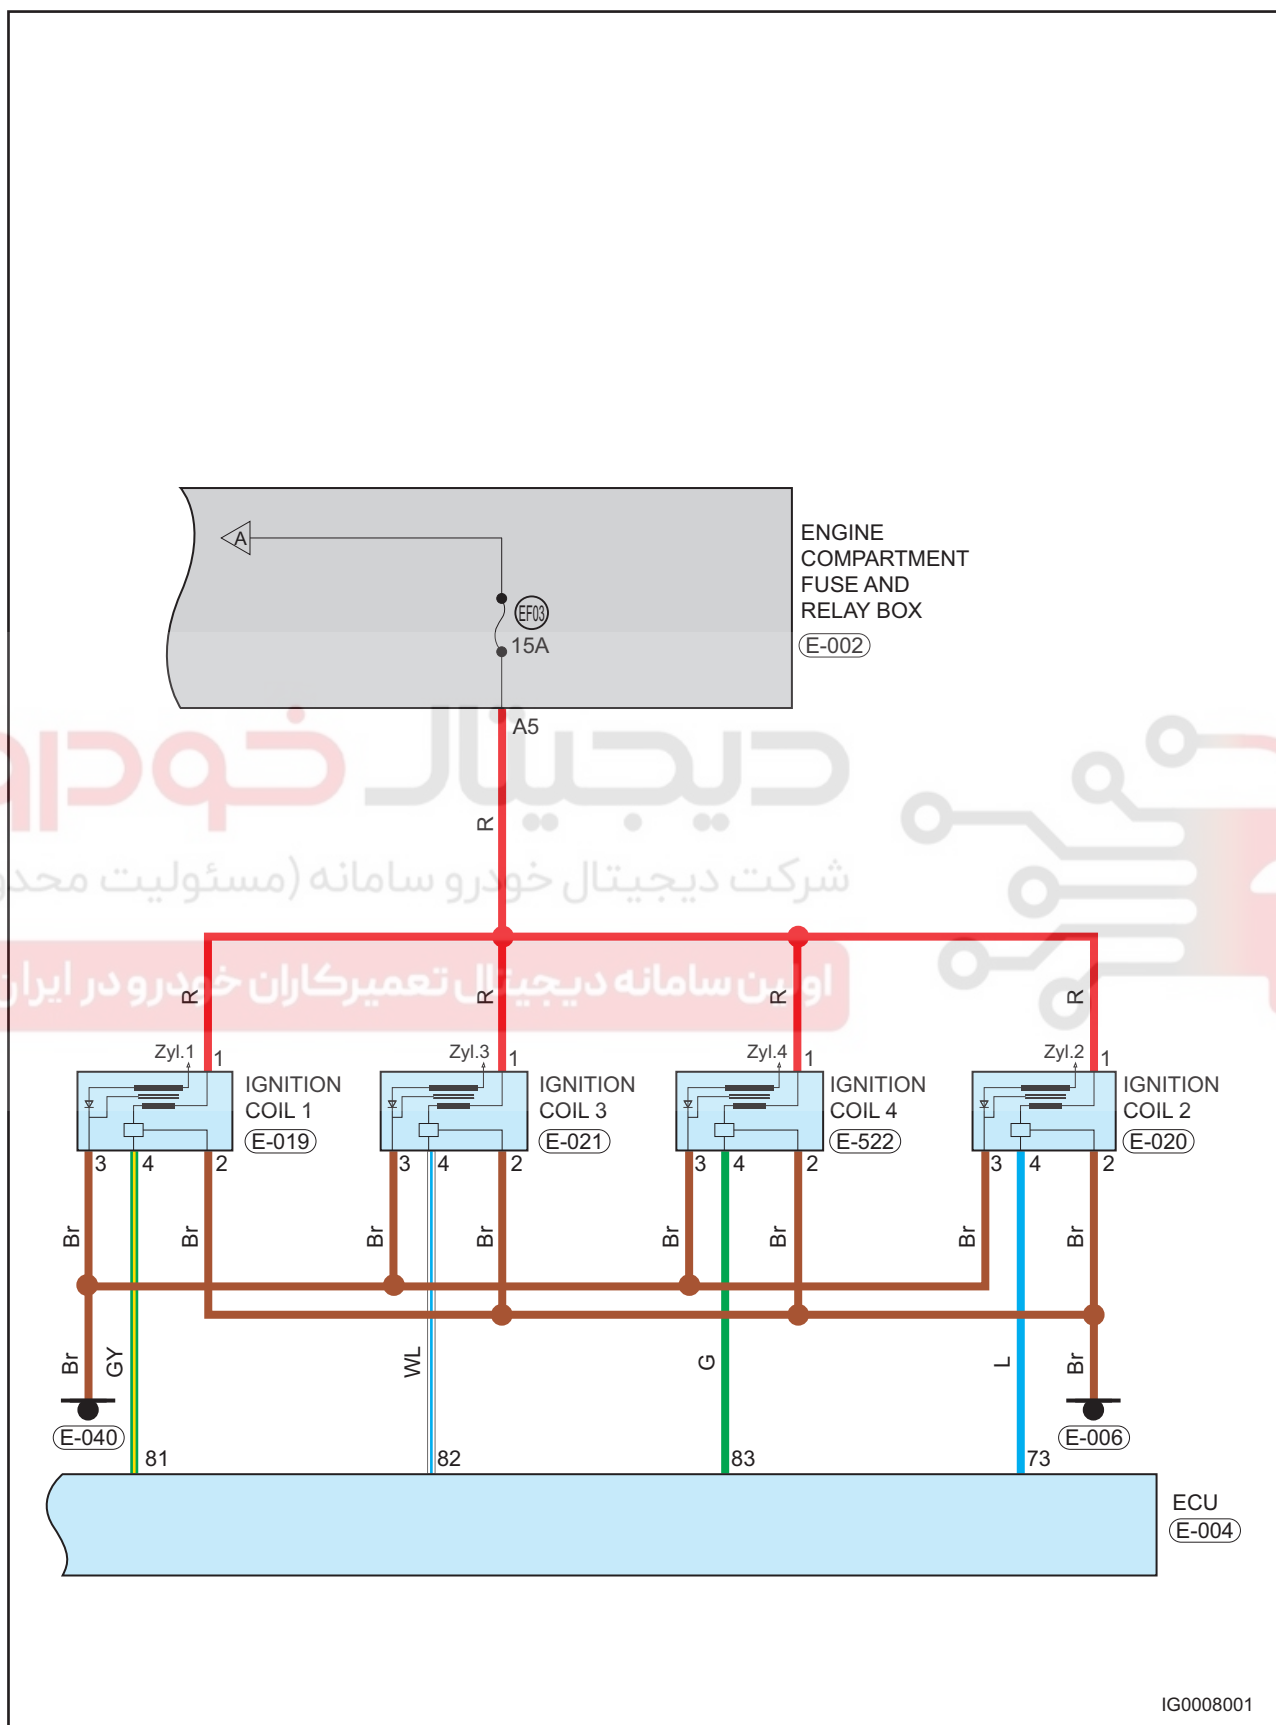 A
EF03
15A
ENGINE
COMPARTMENT
FUSE AND
RELAY BOX
E-002
A5
دیجیتال خودرو
R
شرکت دیجیتال خودرو سامانه (مسئولیت
اولین سامانه دیجیتال تعمیرکاران خودرو در ایران
R
R
R
R
Zyl.1
1
Zyl.3
1
Zyl.4
1
Zyl.2
1
IGNITION
COIL 1
E-019
IGNITION
COIL 3
E-021
IGNITION
COIL 4
E-522
IGNITION
COIL 2
E-020
3
4
2
3
4
2
3
4
2
3
4
2
Br
Br
Br
Br
Br
Br
Br
Br
Br
GY
WL
G
L
Br
E-040
E-006
81
82
83
73
ECU
E-004
IG0008001